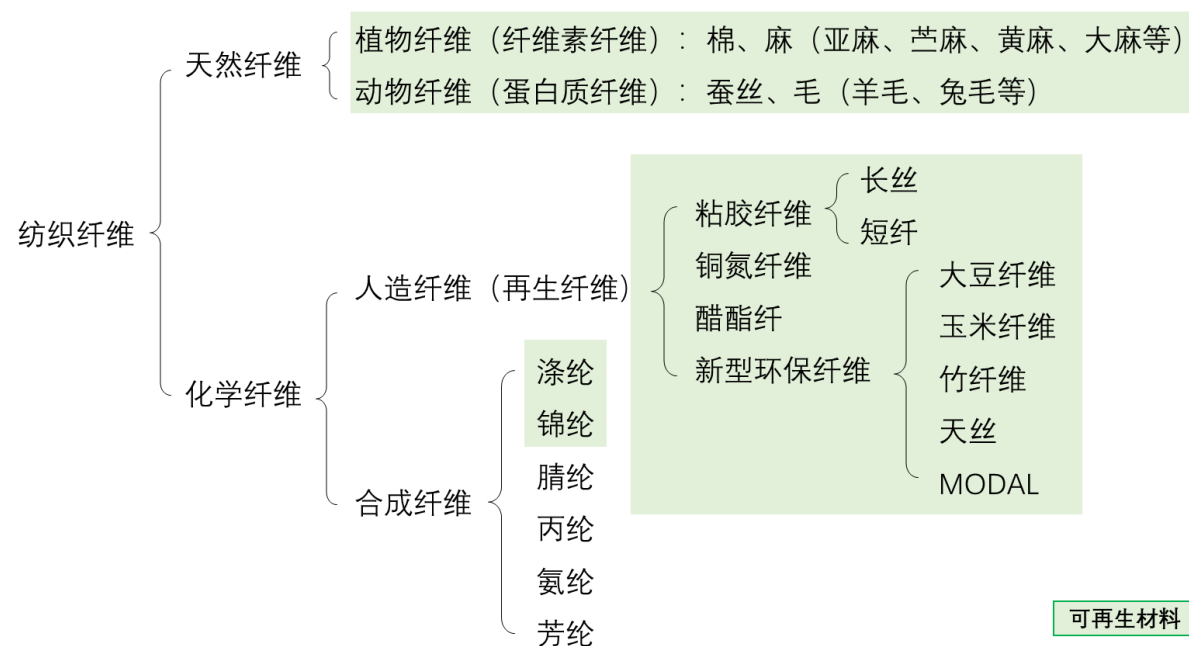 纺织纤维
天然纤维
植物纤维（纤维素纤维）：棉、麻（亚麻、苎麻、黄麻、大麻等）
动物纤维（蛋白质纤维）：蚕丝、毛（羊毛、兔毛等）
化学纤维
人造纤维（再生纤维）
粘胶纤维
长丝
短纤
铜氮纤维
醋酯纤
新型环保纤维
大豆纤维
玉米纤维
竹纤维
天丝
MODAL
合成纤维
涤纶
锦纶
腈纶
丙纶
氨纶
芳纶
可再生材料